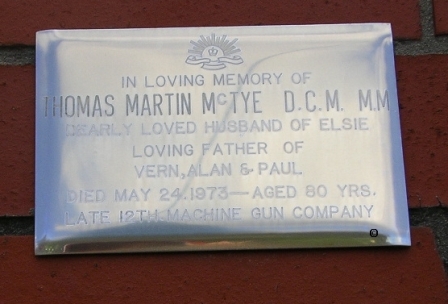 IN LOVING MEMORY OF
THOMAS MARTIN McTYE D.C.M. M.M
DEARLY LOVED HUSBAND OF ELSIE
LOVING FATHER OF
VERN, ALAN & PAUL
DIED MAY 24.1973—AGED 80 YRS.
LATE 12TH. MACHINE GUN COMPANY